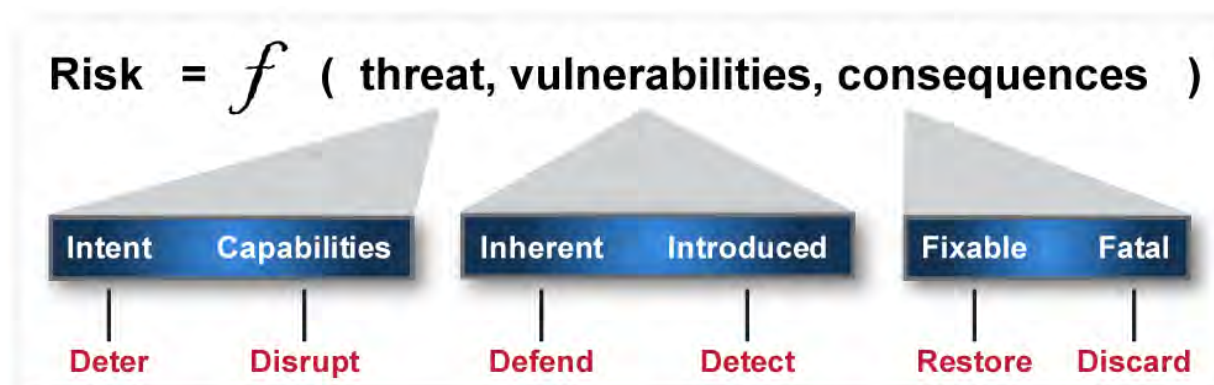 Risk = f ( threat, vulnerabilities, consequences )
Intent Capabilities Inherent Introduced Fixable Fatal
Deter Disrupt Defend Detect Restore Discard